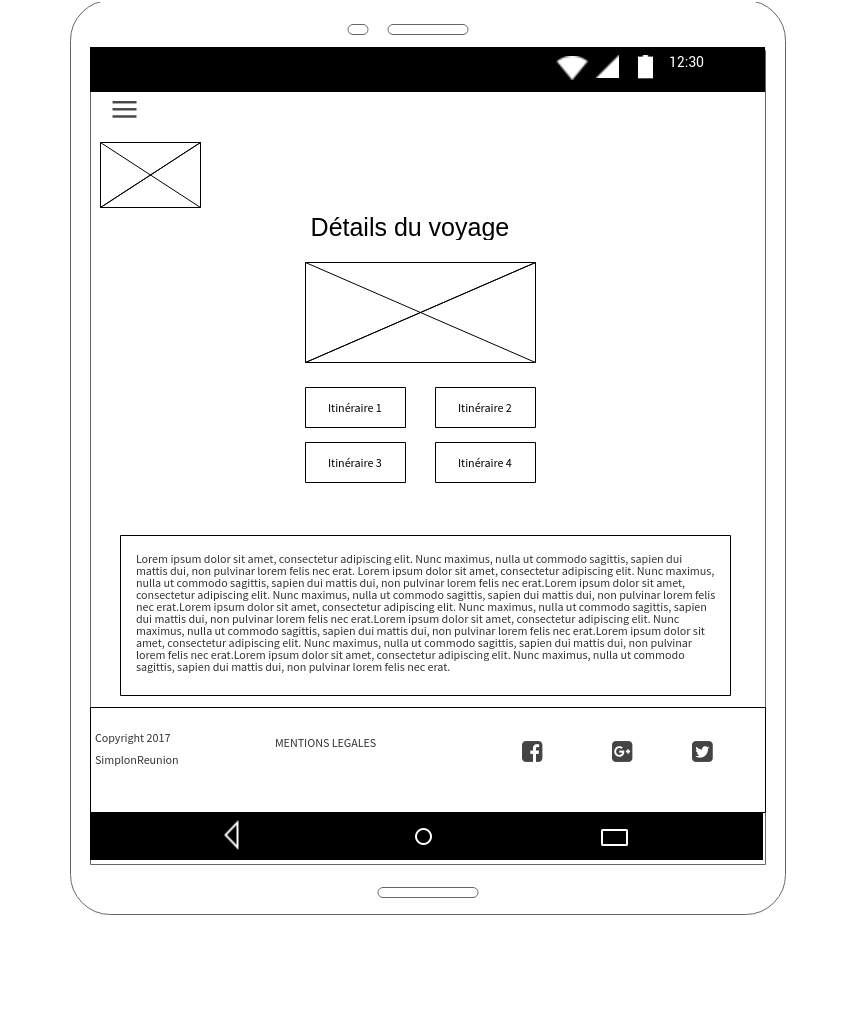 12:30
Détails du voyage
Itinéraire 1
Itinéraire 2
Itinéraire 3
Itinéraire 4
Lorem ipsum dolor sit amet, consectetur adipiscing elit. Nunc maximus, nulla ut commodo sagittis, sapien dui
mattis dui, non pulvinar lorem felis nec erat. Lorem ipsum dolor sit amet, consectetur adipiscing elit. Nunc maximus,
nulla ut commodo sagittis, sapien dui mattis dui, non pulvinar lorem felis nec erat.Lorem ipsum dolor sit amet,
consectetur adipiscing elit. Nunc maximus, nulla ut commodo sagittis, sapien dui mattis dui, non pulvinar lorem felis
nec erat.Lorem ipsum dolor sit amet, consectetur adipiscing elit. Nunc maximus, nulla ut commodo sagittis, sapien
dui mattis dui, non pulvinar lorem felis nec erat.Lorem ipsum dolor sit amet, consectetur adipiscing elit. Nunc
maximus, nulla ut commodo sagittis, sapien dui mattis dui, non pulvinar lorem felis nec erat.Lorem ipsum dolor sit
amet, consectetur adipiscing elit. Nunc maximus, nulla ut commodo sagittis, sapien dui mattis dui, non pulvinar
lorem felis nec erat.Lorem ipsum dolor sit amet, consectetur adipiscing elit. Nunc maximus, nulla ut commodo
sagittis, sapien dui mattis dui, non pulvinar lorem felis nec erat.
Copyright 2017
SimplonReunion
MENTIONS LEGALES